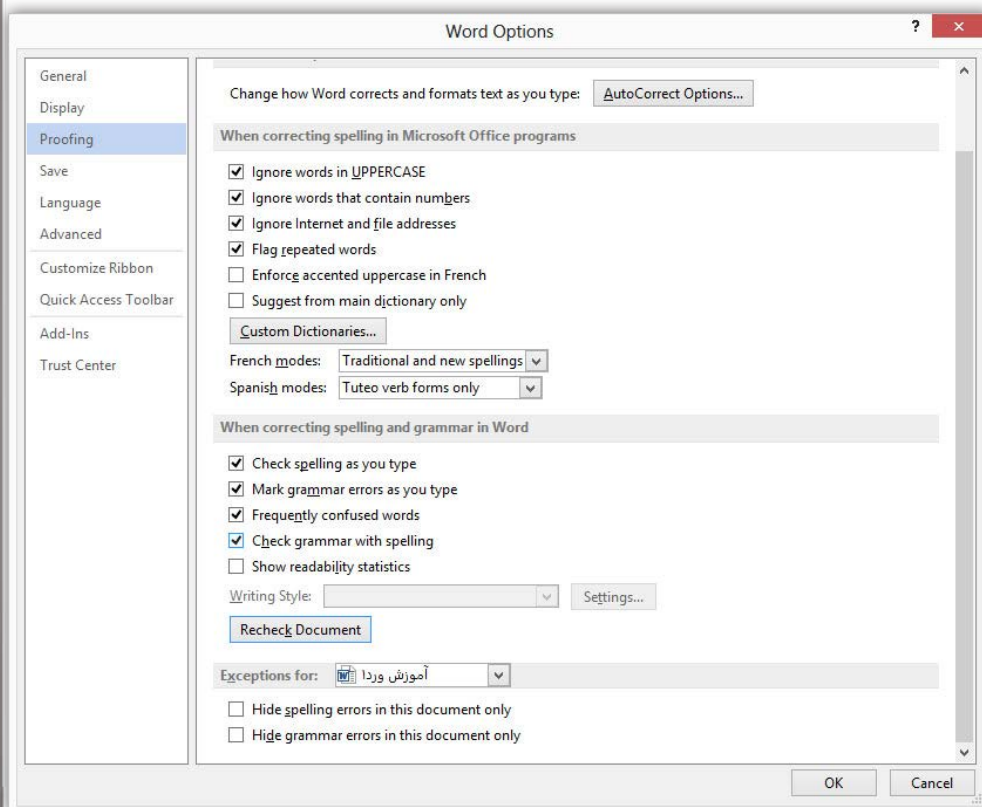 Word Options
?
General
Display
Proofing
Save
Language
Advanced
Customize Ribbon
Quick Access Toolbar
Add-Ins
Trust Center
Change how Word corrects and formats text as you type: AutoCorrect Options...
When correcting spelling in Microsoft Office programs
Ignore words in UPPERCASE
Ignore words that contain numbers
Ignore Internet and file addresses
Flag repeated words
Enforce accented uppercase in French
Suggest from main dictionary only
Custom Dictionaries...
French modes: Traditional and new spellings
Spanish modes: Tuteo verb forms only
When correcting spelling and grammar in Word
Check spelling as you type
Mark grammar errors as you type
Frequently confused words
Check grammar with spelling
Show readability statistics
Writing Style: Settings...
Recheck Document
Exceptions for: آموزش ورد1
Hide spelling errors in this document only
Hide grammar errors in this document only
OK Cancel